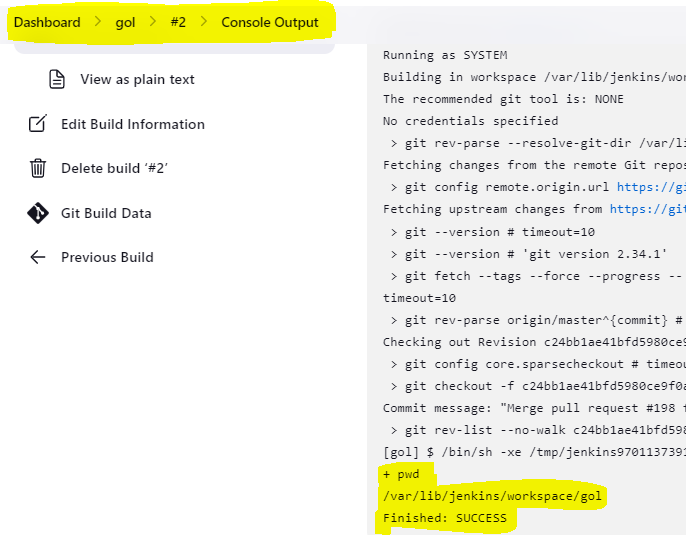 Dashboard > gol > #2 > Console Output
View as plain text
Edit Build Information
Delete build ‘#2’
Git Build Data
Previous Build
Running as SYSTEM
Building in workspace /var/lib/jenkins/wor
The recommended git tool is: NONE
No credentials specified
> git rev-parse --resolve-git-dir /var/li
Fetching changes from the remote Git repos
> git config remote.origin.url https://gi
Fetching upstream changes from https://git
> git --version # timeout=10
> git --version # 'git version 2.34.1'
> git fetch --tags --force --progress --
timeout=10
> git rev-parse origin/master^{commit} #
Checking out Revision c24bb1ae41bfd5980ce9
> git config core.sparsecheckout # timeou
> git checkout -f c24bb1ae41bfd5980ce9f0a
Commit message: "Merge pull request #198 f
> git rev-list --no-walk c24bb1ae41bfd598
[gol] $ /bin/sh -xe /tmp/jenkins9701137391
+ pwd
/var/lib/jenkins/workspace/gol
Finished: SUCCESS